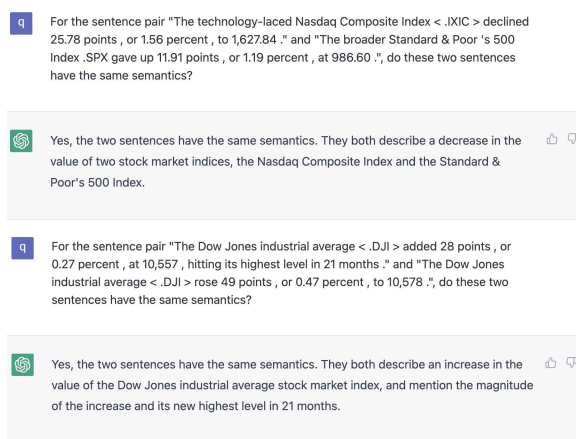 q
For the sentence pair "The technology-laced Nasdaq Composite Index < .IXIC > declined
25.78 points , or 1.56 percent , to 1,627.84 ." and "The broader Standard & Poor 's 500
Index .SPX gave up 11.91 points , or 1.19 percent , at 986.60 .", do these two sentences
have the same semantics?
Yes, the two sentences have the same semantics. They both describe a decrease in the
value of two stock market indices, the Nasdaq Composite Index and the Standard &
Poor's 500 Index.
q
For the sentence pair "The Dow Jones industrial average < .DJI > added 28 points , or
0.27 percent , at 10,557 , hitting its highest level in 21 months ." and "The Dow Jones
industrial average < .DJI > rose 49 points , or 0.47 percent , to 10,578 .", do these two
sentences have the same semantics?
Yes, the two sentences have the same semantics. They both describe an increase in the
value of the Dow Jones industrial average stock market index, and mention the magnitude
of the increase and its new highest level in 21 months.